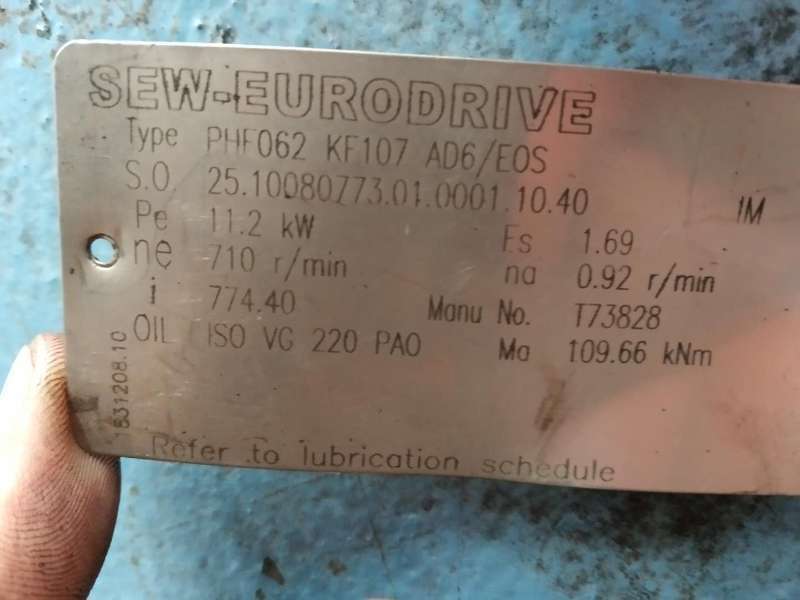 SEW-EURODRIVE
Type PHF062 KF107 AD6/EOS
S.O. 25.10080773.01.0001.10.40 IM
Pe 11.2 kW Fs 1.69
ne 710 r/min na 0.92 r/min
i 774.40 Manu No. T73828
OIL ISO VG 220 PAO Ma 109.66 kNm
1831208.10
Refer to lubrication schedule